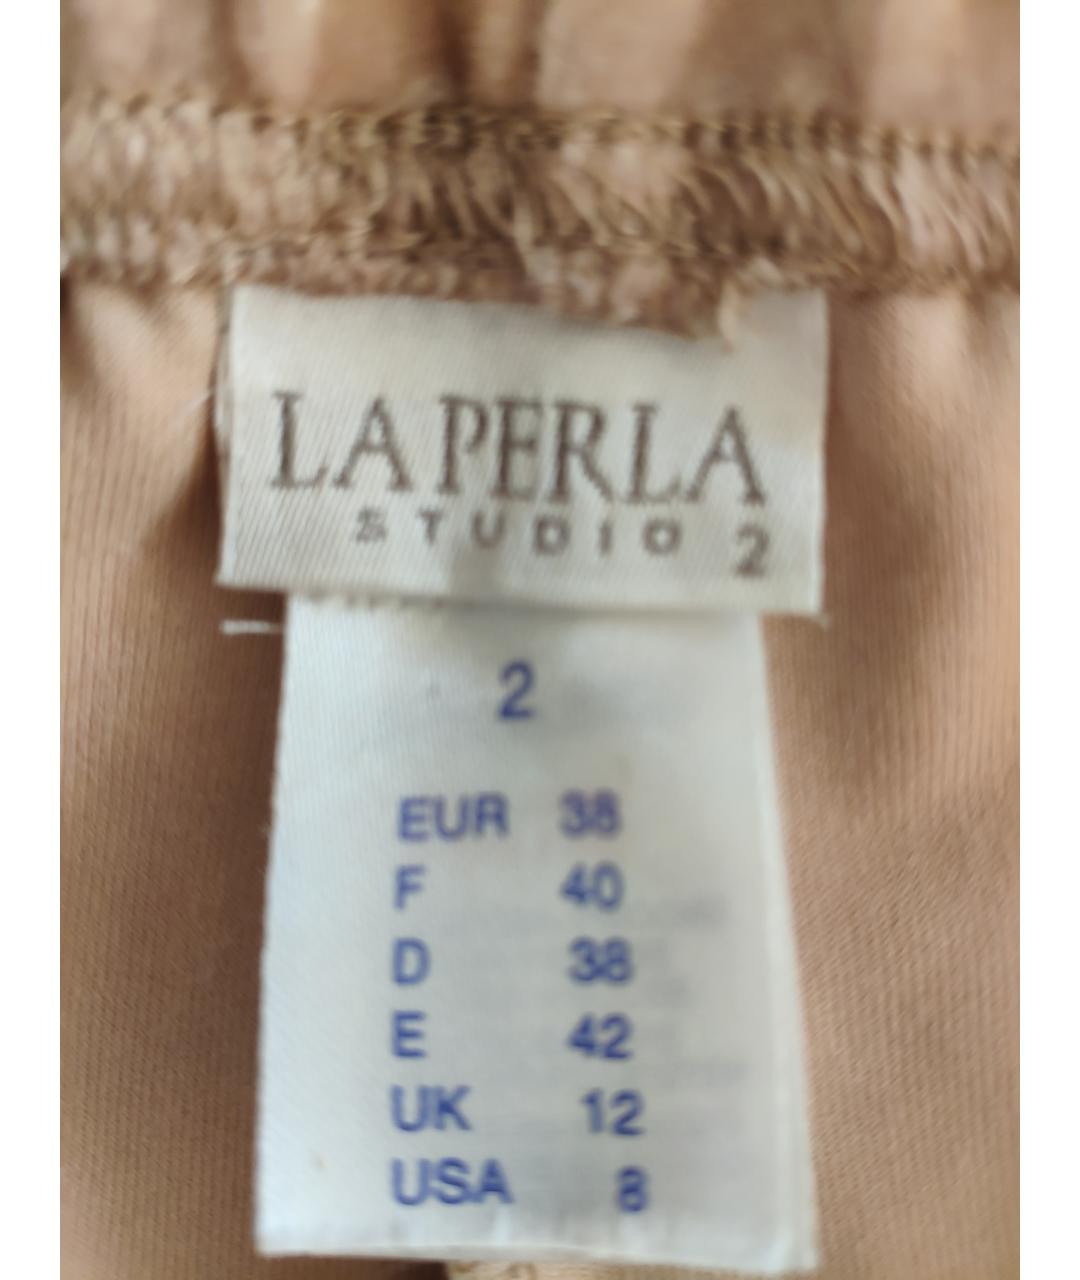 LA PERLA
STUDIO 2
2
EUR 38
F 40
D 38
E 42
UK 12
USA 8